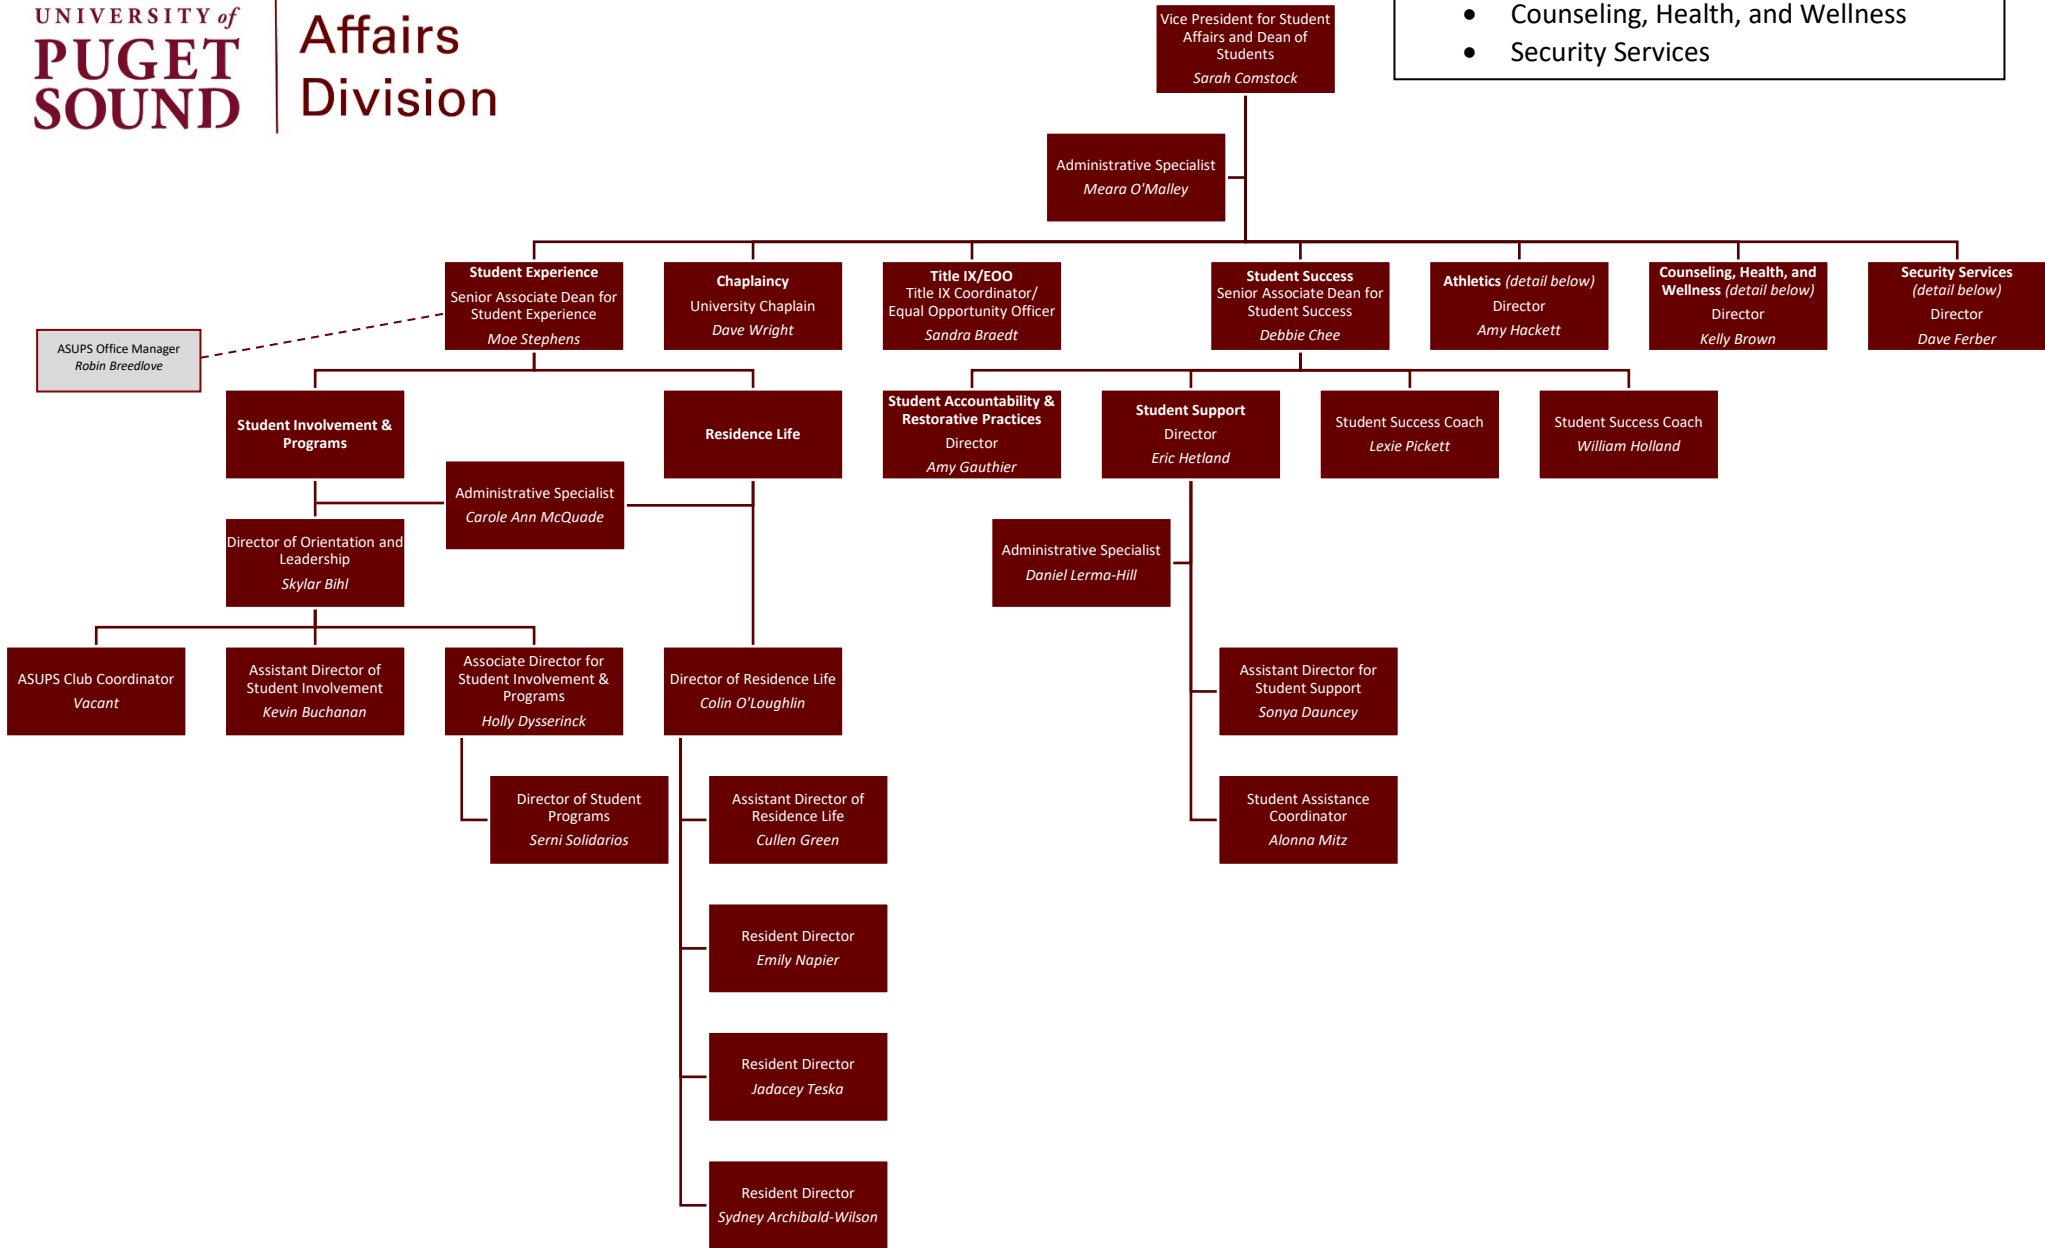 UNIVERSITY of
PUGET
SOUND
Affairs
Division
• Counseling, Health, and Wellness
• Security Services
Vice President for Student
Affairs and Dean of
Students
Sarah Comstock
Administrative Specialist
Meara O'Malley
Student Experience
Senior Associate Dean for
Student Experience
Moe Stephens
Chaplaincy
University Chaplain
Dave Wright
Title IX/EOO
Title IX Coordinator/
Equal Opportunity Officer
Sandra Braedt
Student Success
Senior Associate Dean for
Student Success
Debbie Chee
Athletics (detail below)
Director
Amy Hackett
Counseling, Health, and
Wellness (detail below)
Director
Kelly Brown
Security Services
(detail below)
Director
Dave Ferber
ASUPS Office Manager
Robin Breedlove
Student Involvement &
Programs
Residence Life
Student Accountability &
Restorative Practices
Director
Amy Gauthier
Student Support
Director
Eric Hetland
Student Success Coach
Lexie Pickett
Student Success Coach
William Holland
Administrative Specialist
Carole Ann McQuade
Director of Orientation and
Leadership
Skylar Bihl
Administrative Specialist
Daniel Lerma-Hill
ASUPS Club Coordinator
Vacant
Assistant Director of
Student Involvement
Kevin Buchanan
Associate Director for
Student Involvement &
Programs
Holly Dysserinck
Director of Residence Life
Colin O'Loughlin
Assistant Director for
Student Support
Sonya Dauncey
Director of Student
Programs
Serni Solidarios
Assistant Director of
Residence Life
Cullen Green
Student Assistance
Coordinator
Alonna Mitz
Resident Director
Emily Napier
Resident Director
Jadacey Teska
Resident Director
Sydney Archibald-Wilson